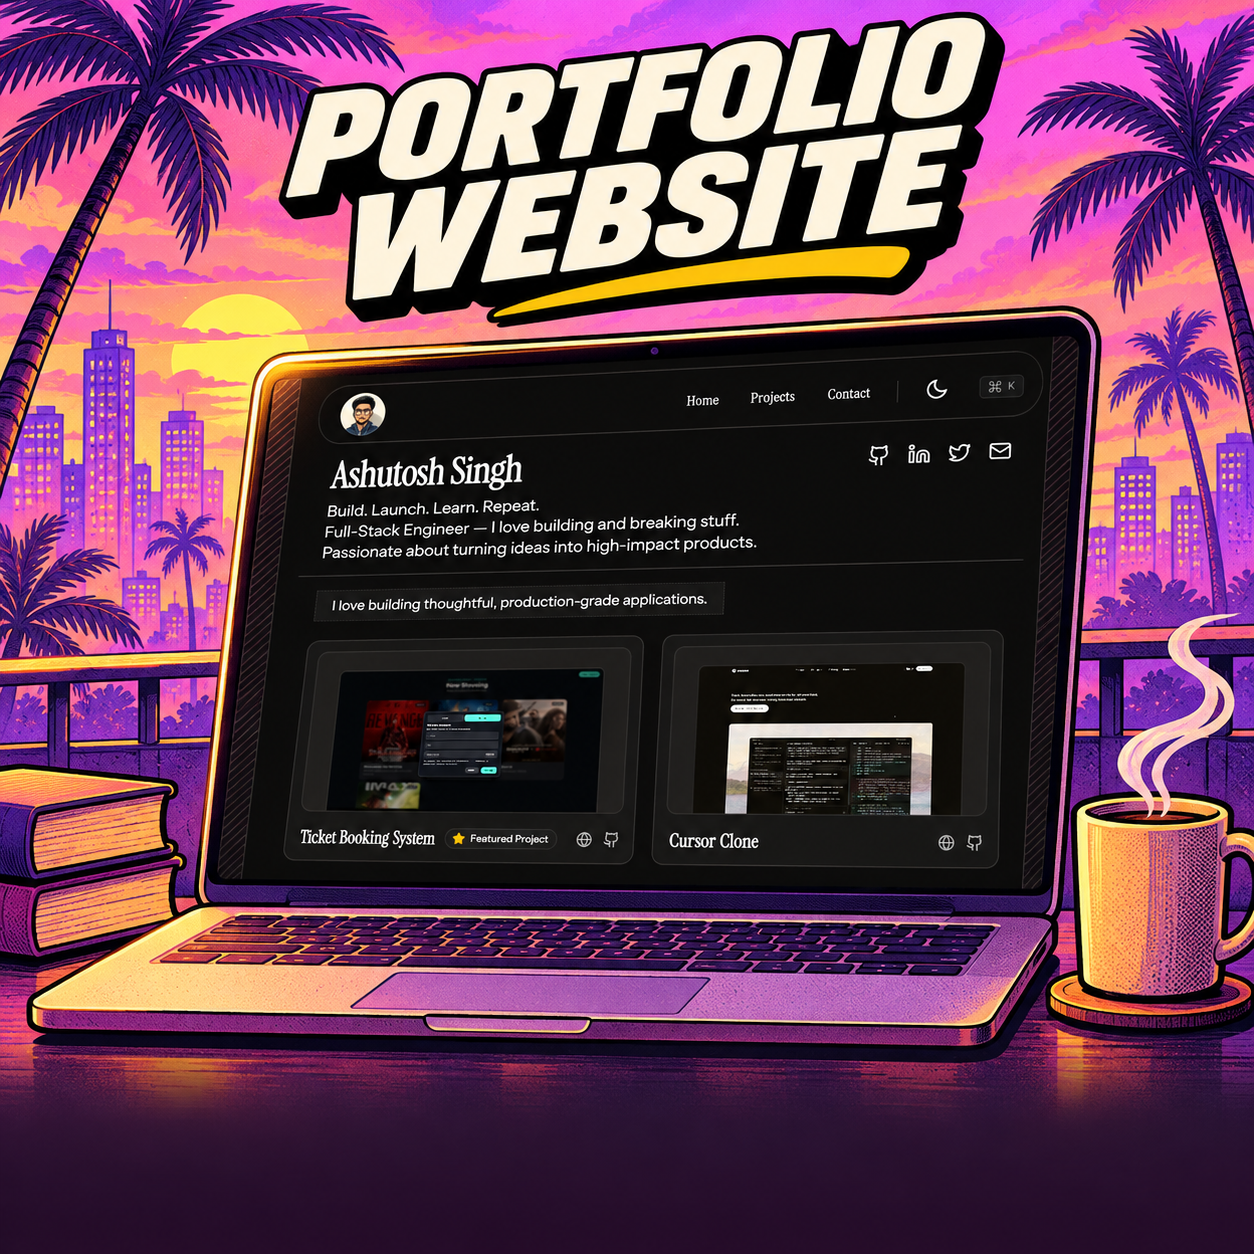 PORTFOLIO
WEBSITE
Home Projects Contact ⌘ K
Ashutosh Singh
Build. Launch. Learn. Repeat.
Full-Stack Engineer — I love building and breaking stuff.
Passionate about turning ideas into high-impact products.
I love building thoughtful, production-grade applications.
Now Showing
Ticket Booking System Featured Project
Cursor Clone